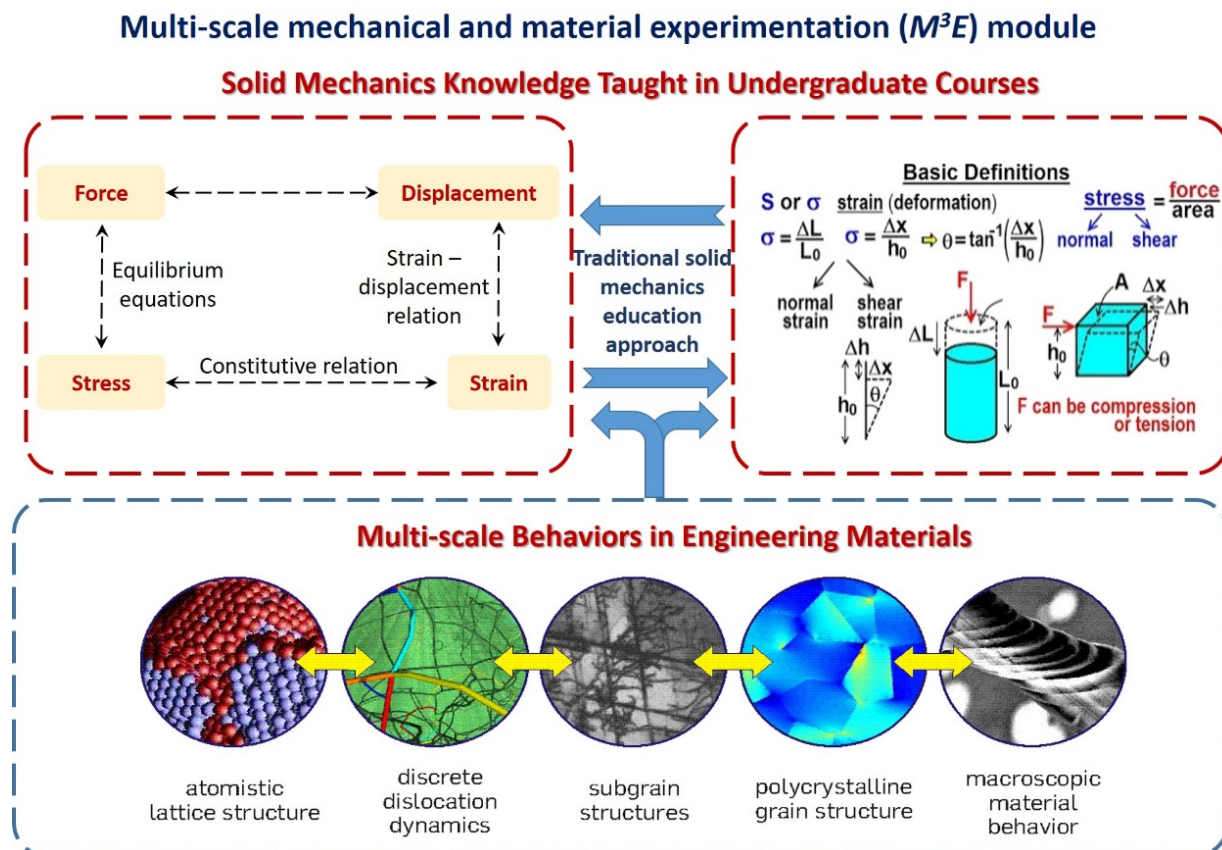 Multi-scale mechanical and material experimentation (M³E) module
Solid Mechanics Knowledge Taught in Undergraduate Courses
Force
Displacement
Equilibrium
equations
Strain –
displacement
relation
Stress
Constitutive relation
Strain
Traditional solid
mechanics
education
approach
Basic Definitions
S or σ strain (deformation)
σ = ΔL/L₀ σ = Δx/h₀ ⇨ θ = tan⁻¹(Δx/h₀)
stress = force/area
normal shear
normal
strain
shear
strain
Δh
Δx
θ
h₀
F
ΔL
L₀
A
Δx
Δh
F
h₀
θ
F can be compression
or tension
Multi-scale Behaviors in Engineering Materials
atomistic
lattice structure
discrete
dislocation
dynamics
subgrain
structures
polycrystalline
grain structure
macroscopic
material
behavior